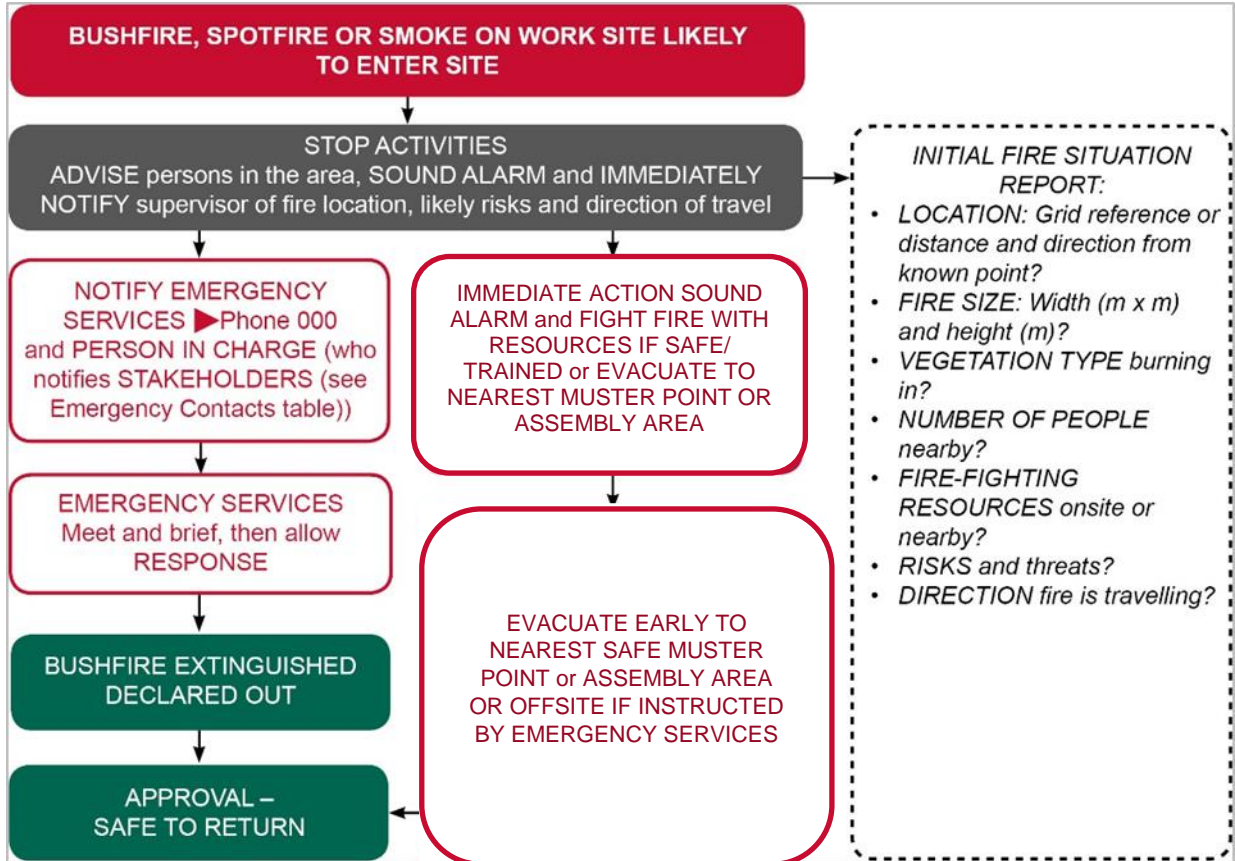 BUSHFIRE, SPOTFIRE OR SMOKE ON WORK SITE LIKELY
TO ENTER SITE
STOP ACTIVITIES
ADVISE persons in the area, SOUND ALARM and IMMEDIATELY
NOTIFY supervisor of fire location, likely risks and direction of travel
NOTIFY EMERGENCY
SERVICES ▶Phone 000
and PERSON IN CHARGE (who
notifies STAKEHOLDERS (see
Emergency Contacts table))
EMERGENCY SERVICES
Meet and brief, then allow
RESPONSE
BUSHFIRE EXTINGUISHED
DECLARED OUT
APPROVAL –
SAFE TO RETURN
IMMEDIATE ACTION SOUND
ALARM and FIGHT FIRE WITH
RESOURCES IF SAFE/
TRAINED or EVACUATE TO
NEAREST MUSTER POINT OR
ASSEMBLY AREA
EVACUATE EARLY TO
NEAREST SAFE MUSTER
POINT or ASSEMBLY AREA
OR OFFSITE IF INSTRUCTED
BY EMERGENCY SERVICES
INITIAL FIRE SITUATION
REPORT:
• LOCATION: Grid reference or
distance and direction from
known point?
• FIRE SIZE: Width (m x m)
and height (m)?
• VEGETATION TYPE burning
in?
• NUMBER OF PEOPLE
nearby?
• FIRE-FIGHTING
RESOURCES onsite or
nearby?
• RISKS and threats?
• DIRECTION fire is travelling?